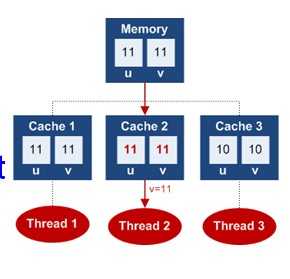 Memory
11 11
u v
Cache 1 Cache 2 Cache 3
11 11 11 11 10 10
u v u v u v
t
v=11
Thread 1 Thread 2 Thread 3